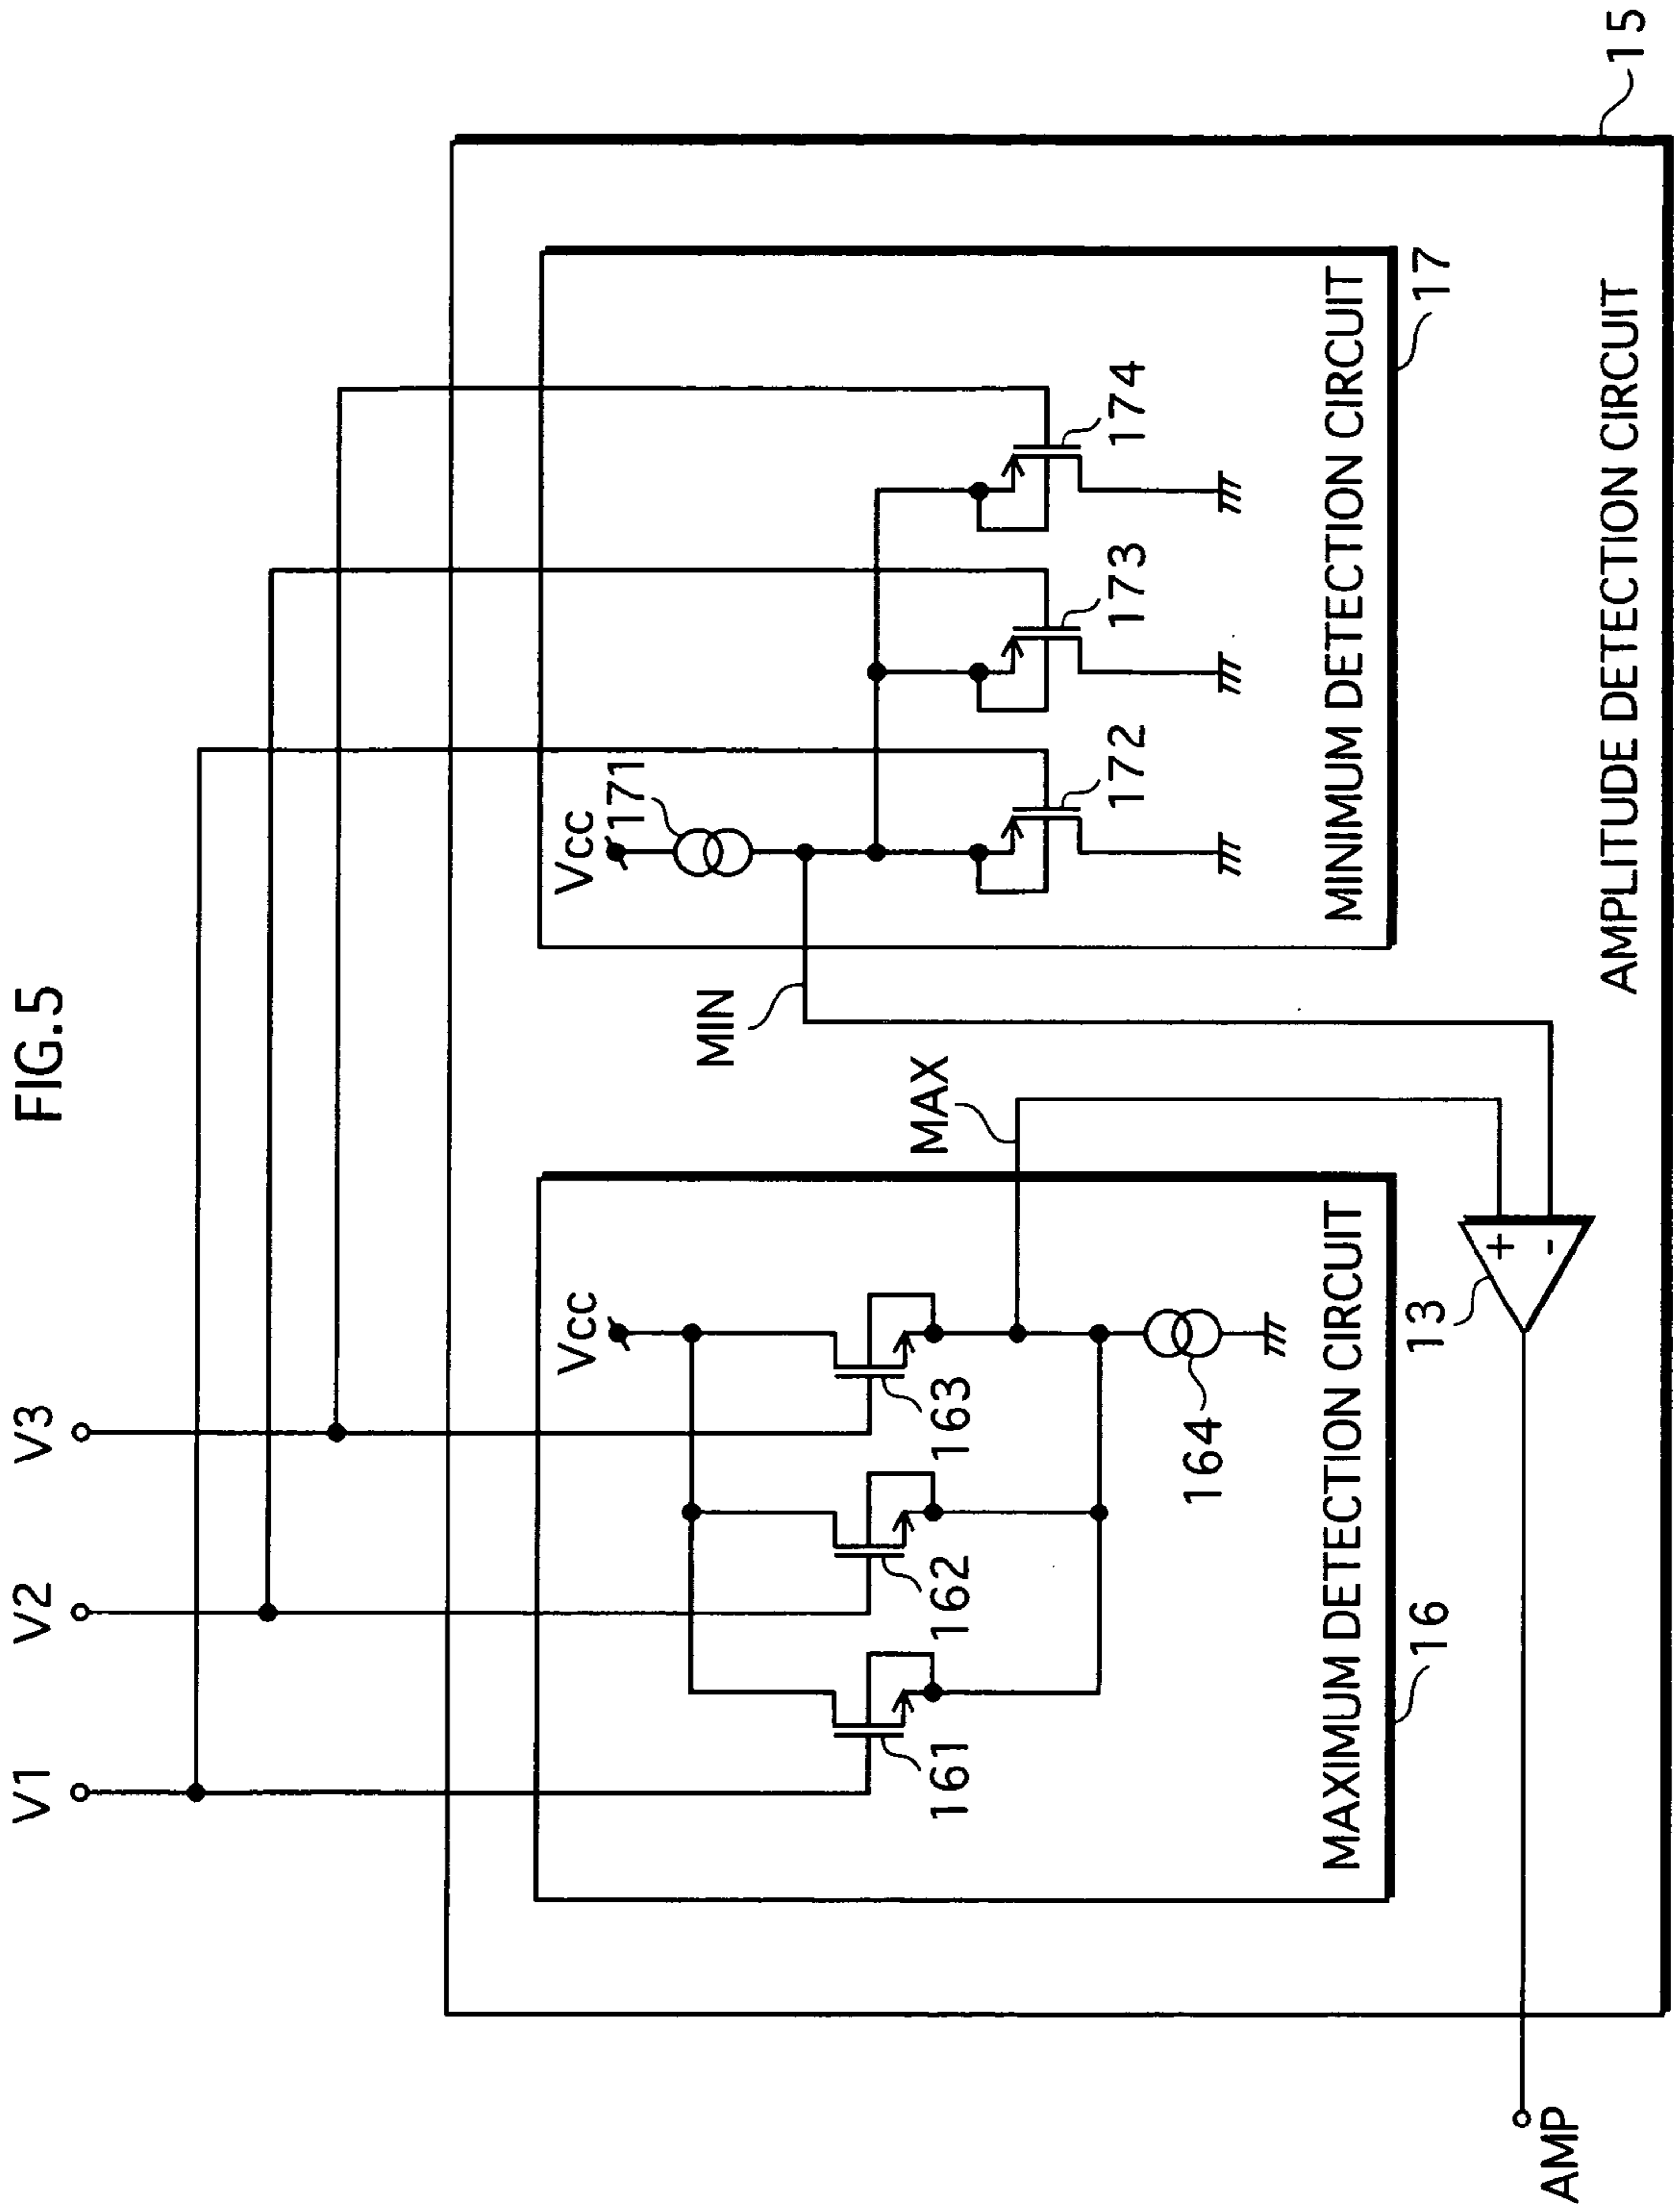 FIG.5
V1
V2
V3
Vcc
161
162
163
164
MAXIMUM DETECTION CIRCUIT
16
MAX
MIN
Vcc
171
172
173
174
MINIMUM DETECTION CIRCUIT
17
+
-
13
AMP
AMPLITUDE DETECTION CIRCUIT
15